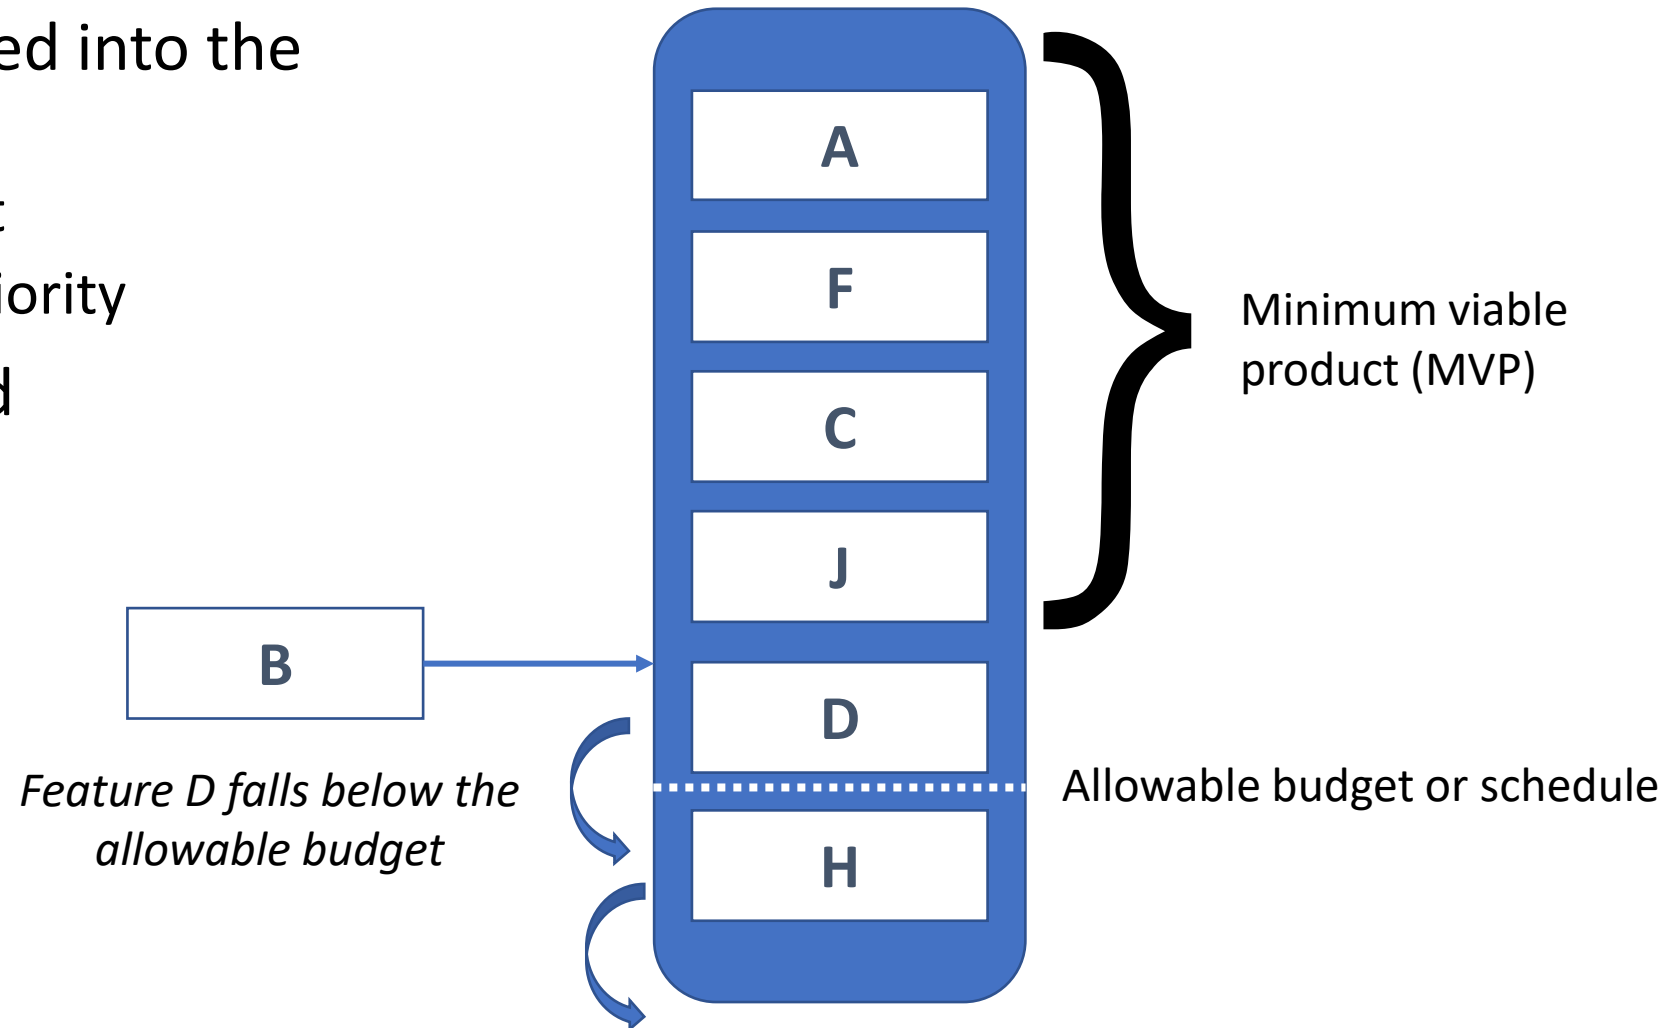 ed into the
t
iority
d
A
F
C
J
D
H
B
Feature D falls below the
allowable budget
Minimum viable
product (MVP)
Allowable budget or schedule